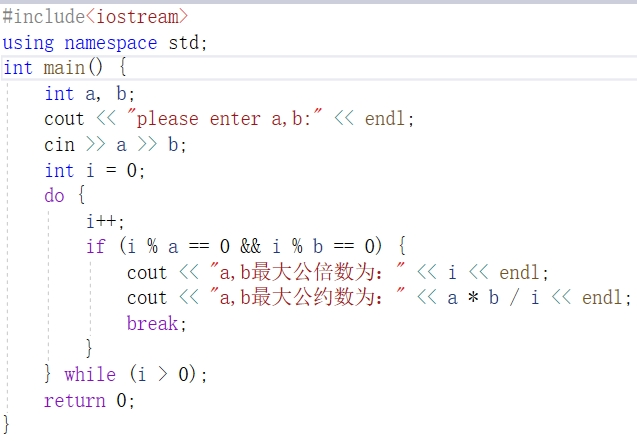 #include<iostream>
using namespace std;
int main() {
    int a, b;
    cout << "please enter a,b:" << endl;
    cin >> a >> b;
    int i = 0;
    do {
        i++;
        if (i % a == 0 && i % b == 0) {
            cout << "a,b最大公倍数为：" << i << endl;
            cout << "a,b最大公约数为：" << a * b / i << endl;
            break;
        }
    } while (i > 0);
    return 0;
}